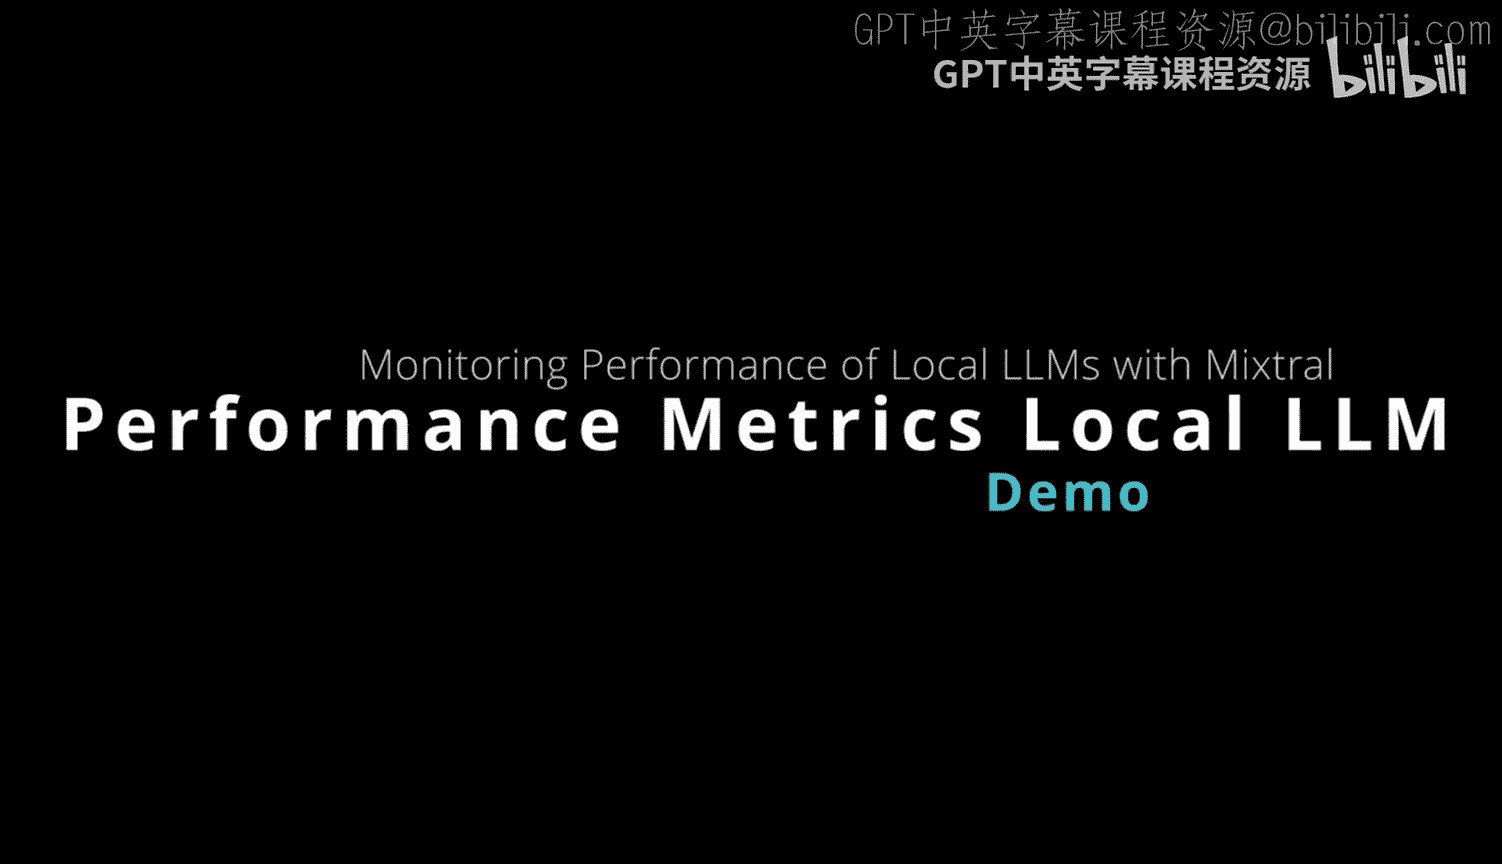 GPT中英字幕课程资源@bilibili.com
GPT中英字幕课程资源 bilibili
Monitoring Performance of Local LLMs with Mixtral
Performance Metrics Local LLM
Demo